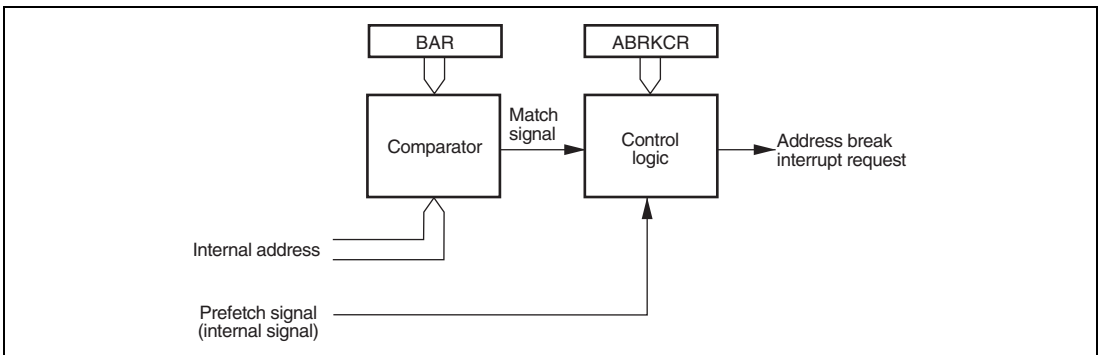 BAR
ABRKCR
Comparator
Match
signal
Control
logic
Address break
interrupt request
Internal address
Prefetch signal
(internal signal)